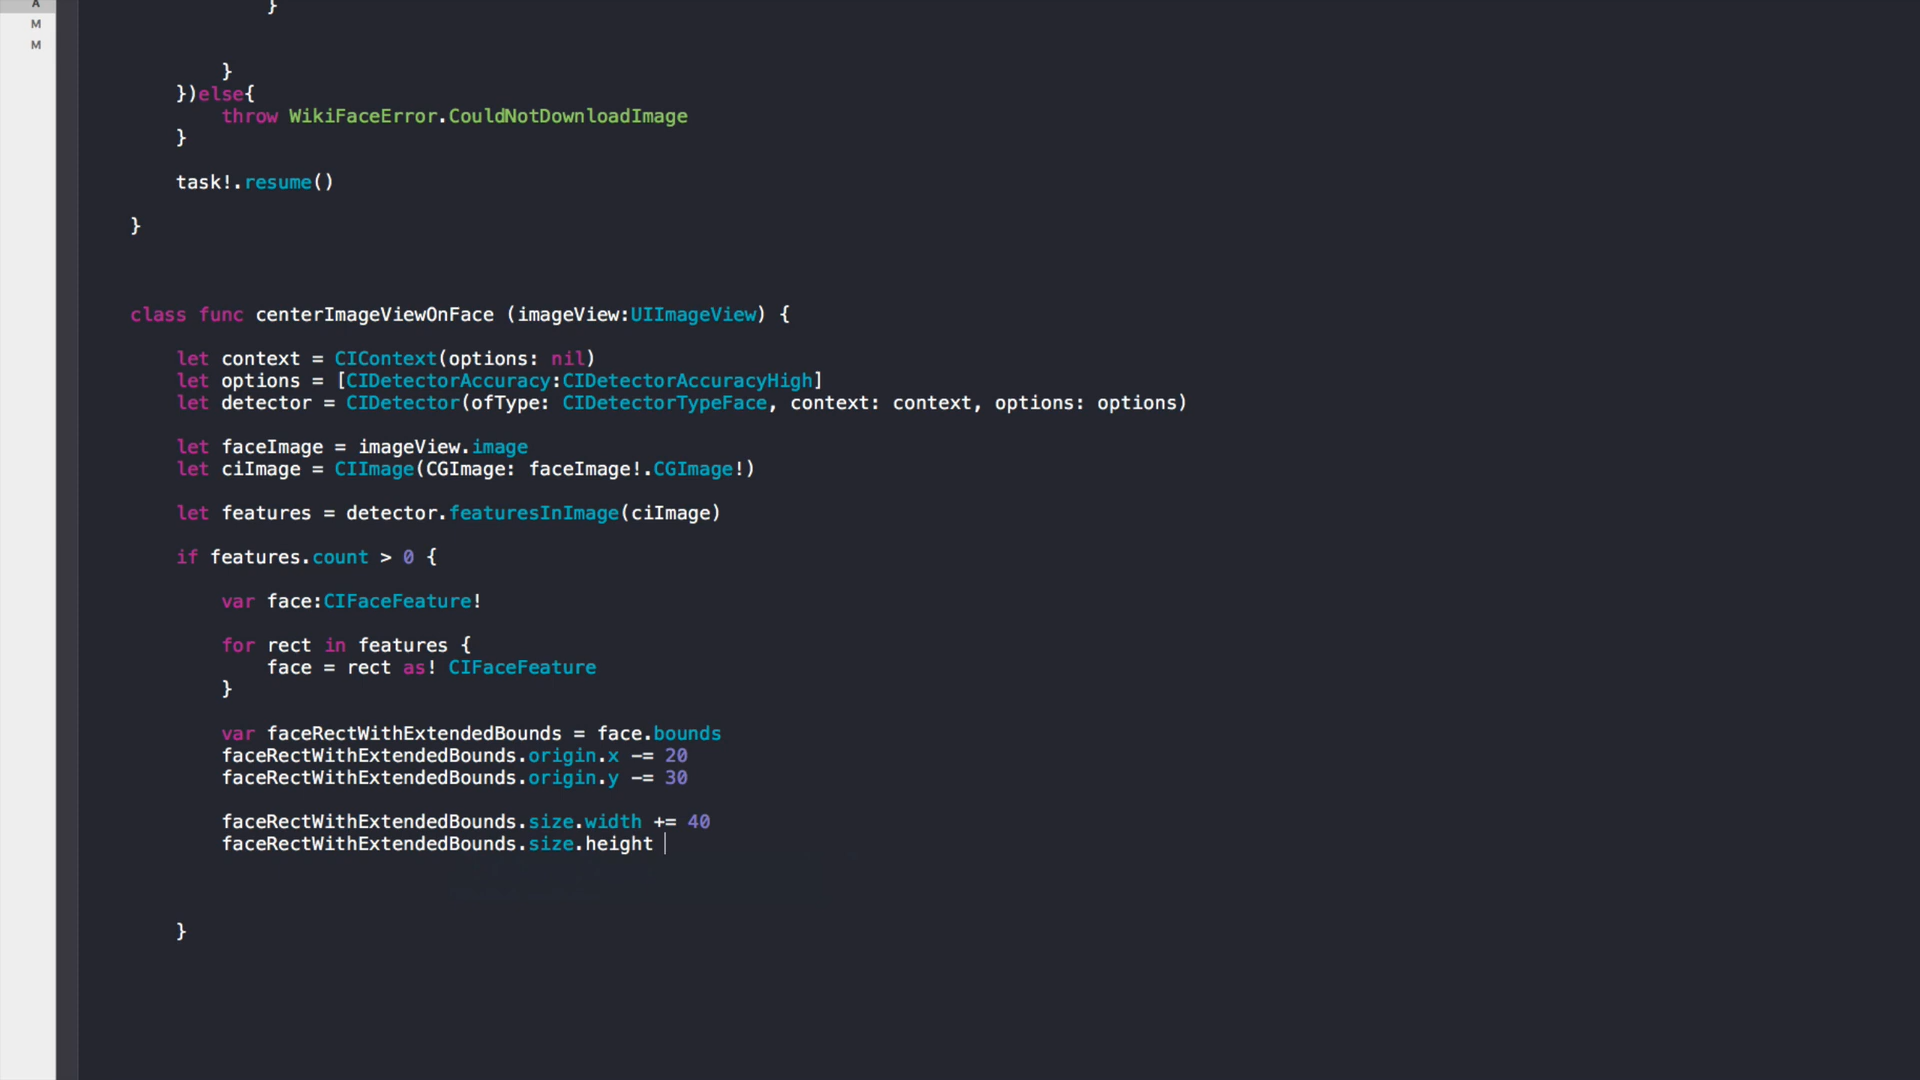 A
}
M
M
}
})else{
throw WikiFaceError.CouldNotDownloadImage
}
task!.resume()
}
class func centerImageViewOnFace (imageView:UIImageView) {
let context = CIContext(options: nil)
let options = [CIDetectorAccuracy:CIDetectorAccuracyHigh]
let detector = CIDetector(ofType: CIDetectorTypeFace, context: context, options: options)
let faceImage = imageView.image
let ciImage = CIImage(CGImage: faceImage!.CGImage!)
let features = detector.featuresInImage(ciImage)
if features.count > 0 {
var face:CIFaceFeature!
for rect in features {
face = rect as! CIFaceFeature
}
var faceRectWithExtendedBounds = face.bounds
faceRectWithExtendedBounds.origin.x -= 20
faceRectWithExtendedBounds.origin.y -= 30
faceRectWithExtendedBounds.size.width += 40
faceRectWithExtendedBounds.size.height
}